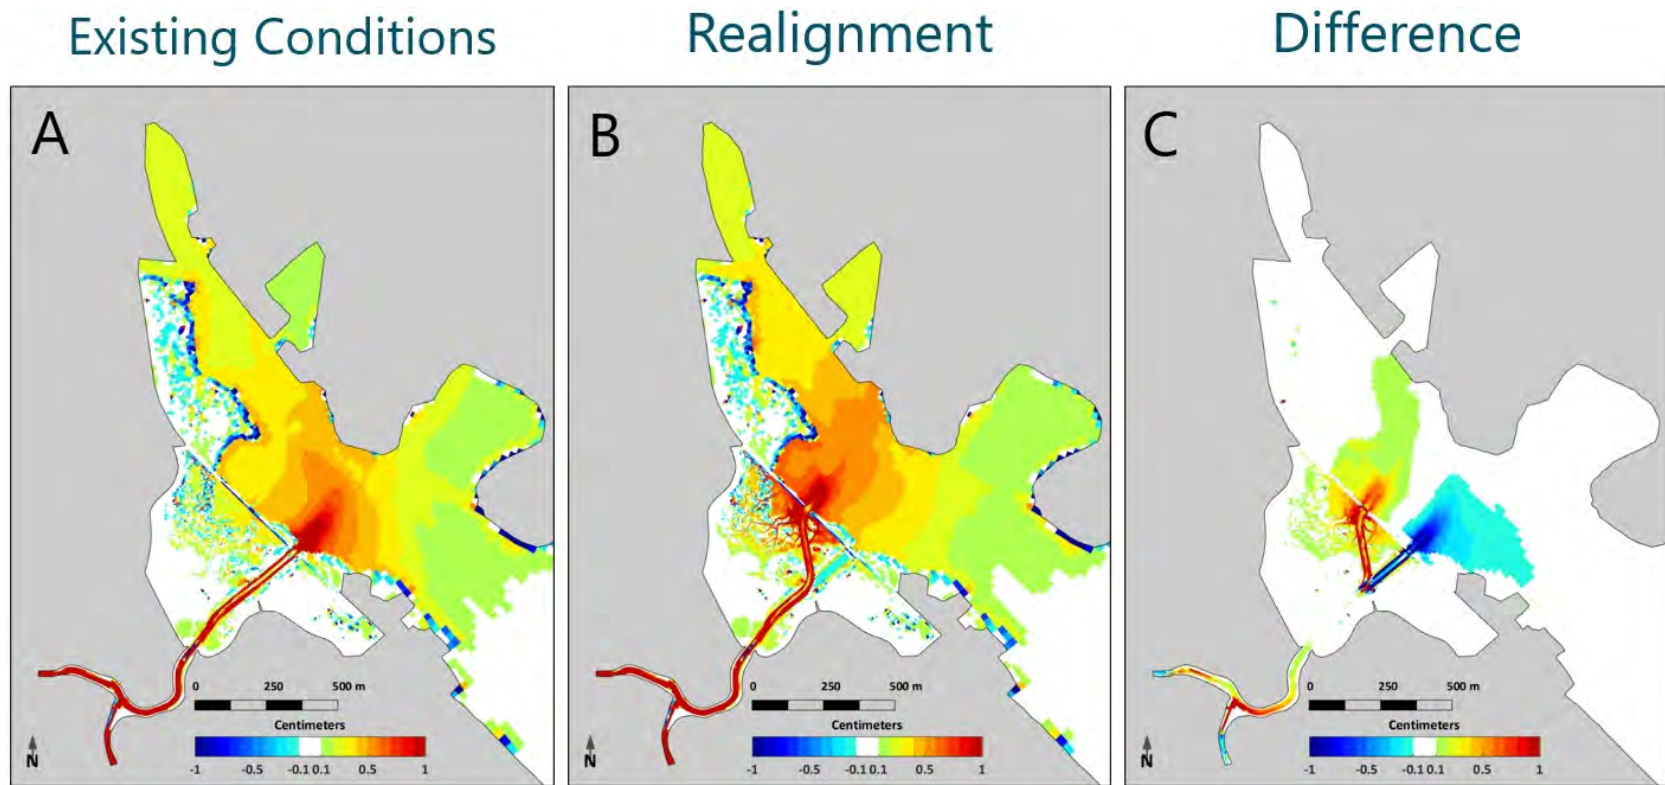 Existing Conditions
Realignment
Difference
A
B
C
0 250 500 m
Centimeters
N
-1 -0.5 -0.1 0.1 0.5 1
0 250 500 m
Centimeters
N
-1 -0.5 -0.1 0.1 0.5 1
0 250 500 m
Centimeters
N
-1 -0.5 -0.1 0.1 0.5 1